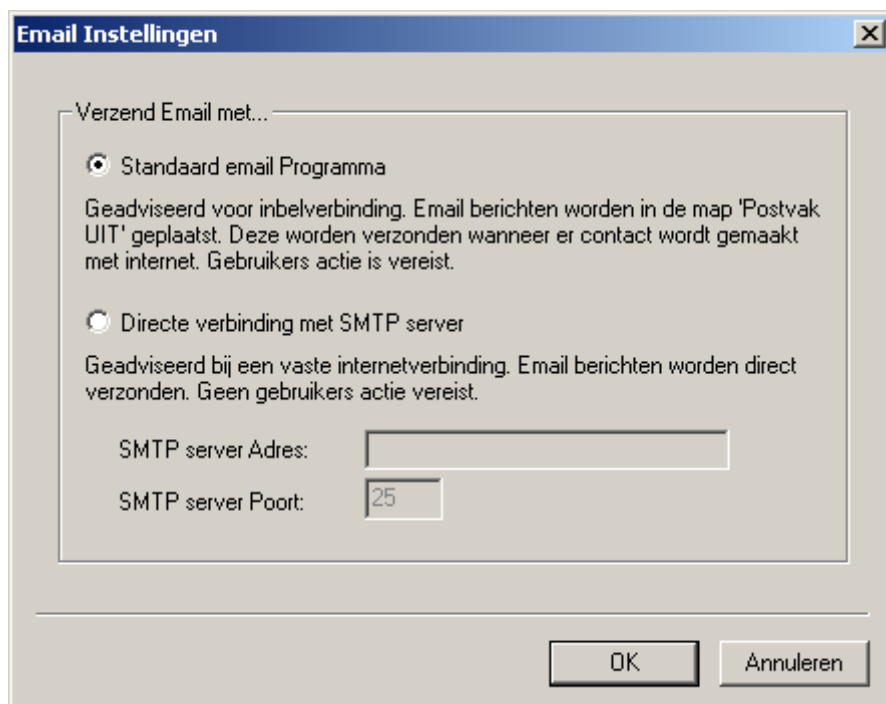 Email Instellingen
Verzend Email met...
Standaard email Programma
Geadviseerd voor inbelverbinding. Email berichten worden in de map 'Postvak
UIT' geplaatst. Deze worden verzonden wanneer er contact wordt gemaakt
met internet. Gebruikers actie is vereist.
Directe verbinding met SMTP server
Geadviseerd bij een vaste internetverbinding. Email berichten worden direct
verzonden. Geen gebruikers actie vereist.
SMTP server Adres:
SMTP server Poort: 25
OK Annuleren